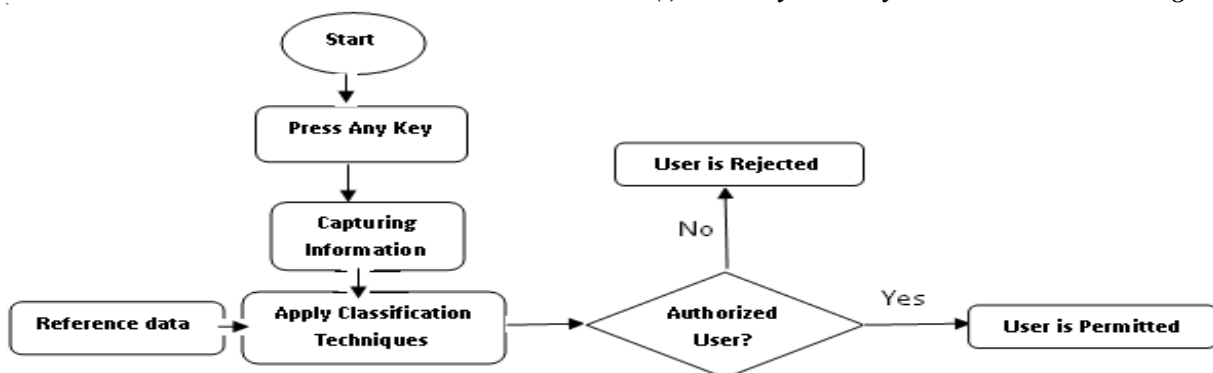 Start
Press Any Key
User is Rejected
Capturing
Information
No
Reference data
Apply Classification
Techniques
Authorized
User?
Yes
User is Permitted